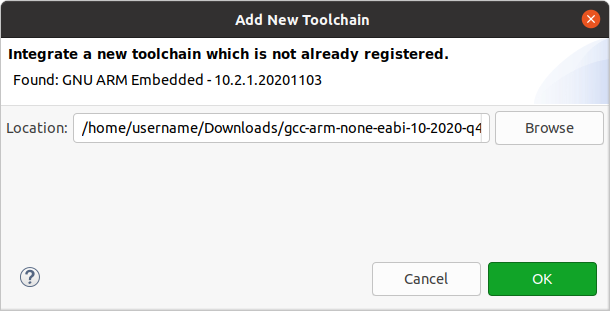 Add New Toolchain
Integrate a new toolchain which is not already registered.
Found: GNU ARM Embedded - 10.2.1.20201103
Location: /home/username/Downloads/gcc-arm-none-eabi-10-2020-q4 Browse
? Cancel OK